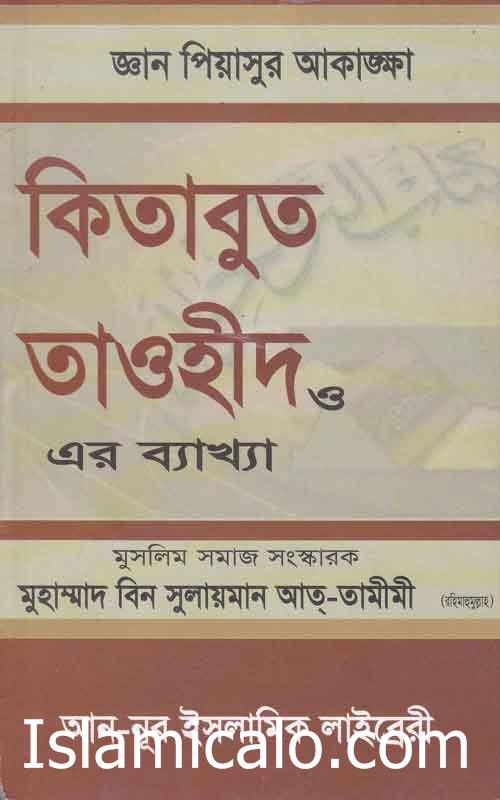 জ্ঞান পিয়াসুর আকাঙ্ক্ষা
কিতাবুত
তাওহীদ ও
এর ব্যাখ্যা
মুসলিম সমাজ সংস্কারক
মুহাম্মাদ বিন সুলায়মান আত্-তামীমী (রহিমাহুমুল্লাহ)
আন-নূর ইসলামিক লাইব্রেরী
Islamicalo.com